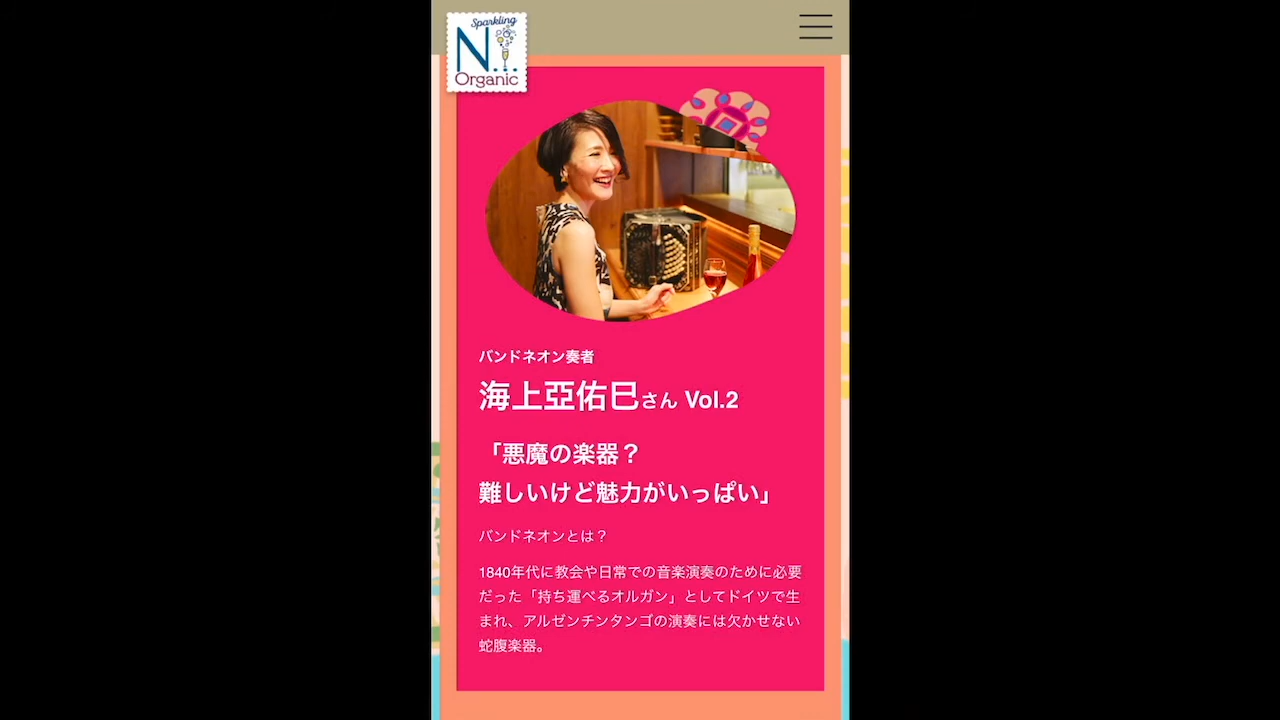 Sparkling
N...
Organic
バンドネオン奏者
海上亞佑巳さん Vol.2
「悪魔の楽器？
難しいけど魅力がいっぱい」
バンドネオンとは？
1840年代に教会や日常での音楽演奏のために必要
だった「持ち運べるオルガン」としてドイツで生
まれ、アルゼンチンタンゴの演奏には欠かせない
蛇腹楽器。